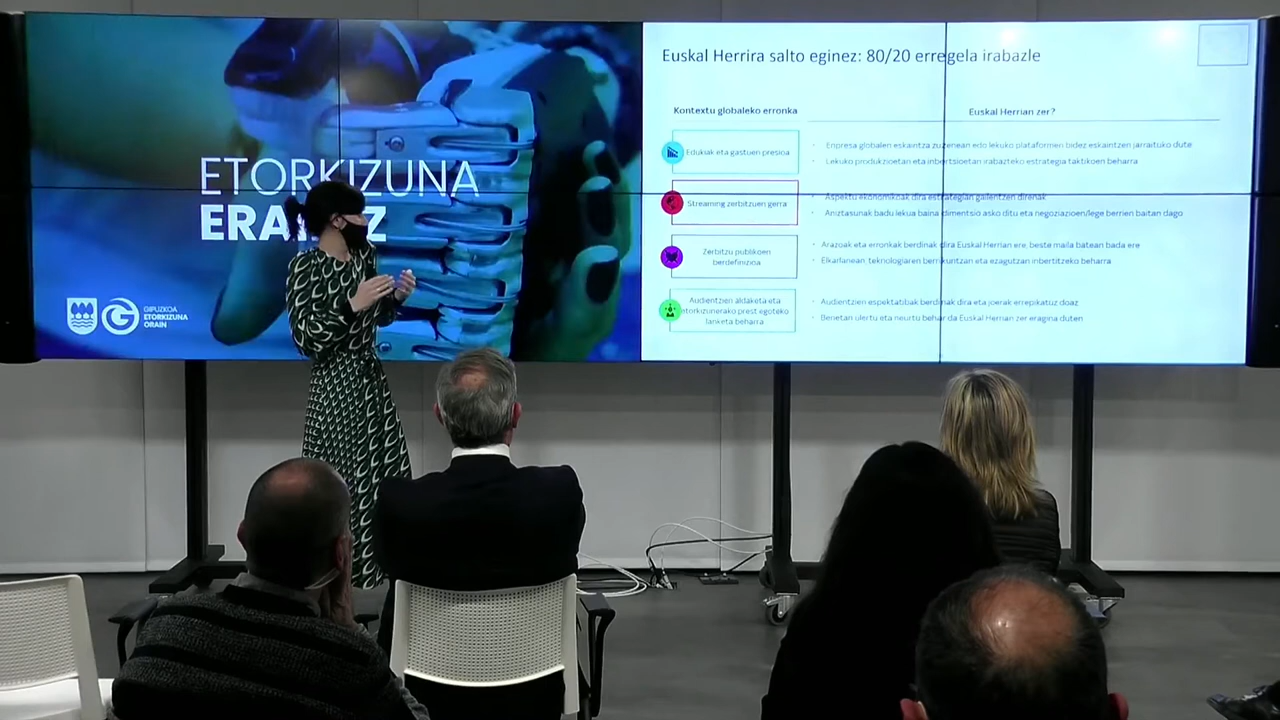 ETORKIZUNA
ERAIKIZ
GIPUZKOA
ETORKIZUNA
ORAIN
Euskal Herrira salto eginez: 80/20 erregela irabazle
Kontextu globaleko erronka
Euskal Herrian zer?
Edukiak eta gastuen presioa
Enpresa globalen eskaintza zuzenean edo lekuko plataformen bidez eskaintzen jarraituko dute
Lekuko produkzioetan eta inbertsioetan irabazteko estrategia taktikoen beharra
Streaming zerbitzuen gerra
Aspektu ekonomikoak dira estrategian gailentzen direnak
Aniztasunak badu lekua baina dimentsio asko ditu eta negoziazioen/lege berrien baitan dago
Zerbitzu publikoen
berdefinizioa
Arazoak eta erronkak berdinak dira Euskal Herrian ere, beste maila batean bada ere
Elkarlanean teknologiaren berrikuntzan eta ezagutzan inbertitzeko beharra
Audientzien aldaketa eta
etorkizunerako prest egoteko
lanketa beharra
Audientzien espektatibak berdinak dira eta joerak errepikatuz doaz
Benetan ulertu eta neurtu behar da Euskal Herrian zer eragina duten